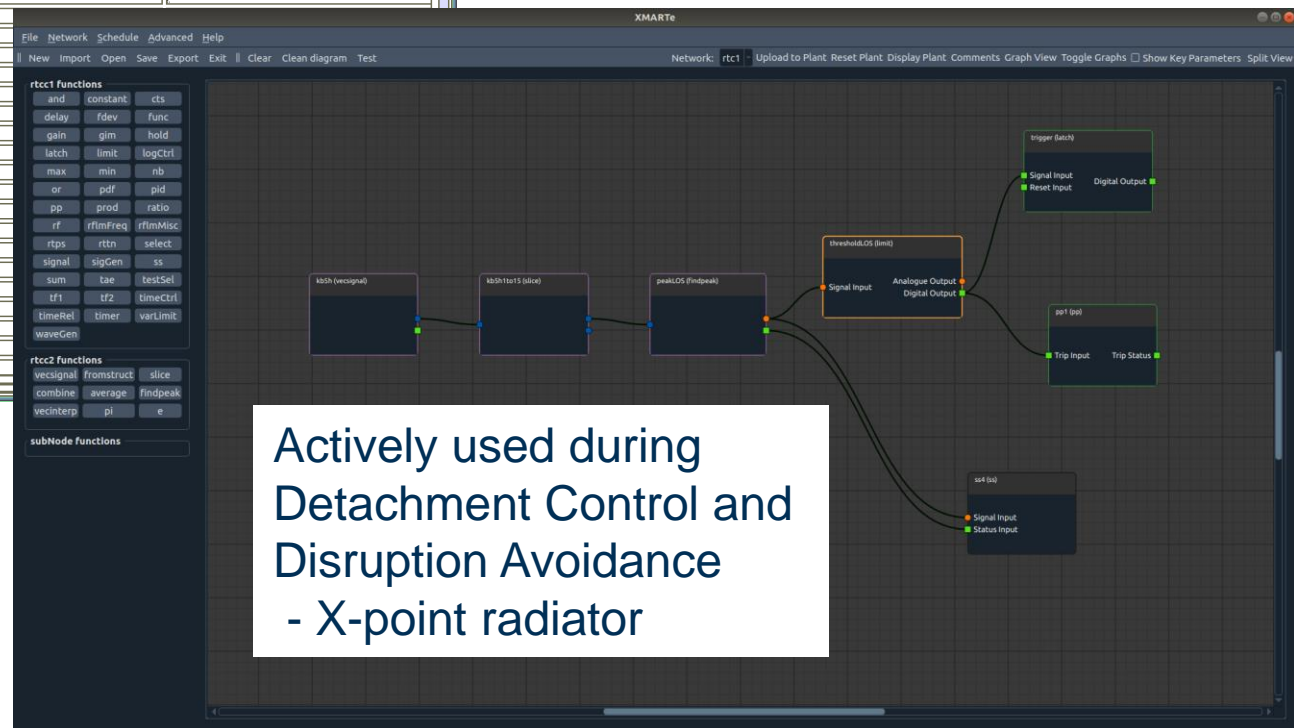 XMARTe
File Network Schedule Advanced Help
New Import Open Save Export Exit Clear Clean diagram Test Network: rtc1 Upload to Plant Reset Plant Display Plant Comments Graph View Toggle Graphs Show Key Parameters Split View
rtcc1 functions
and constant cts
delay fdev func
gain gim hold
latch limit logCtrl
max min nb
or pdf pid
pp prod ratio
rf rflmFreq rflmMisc
rtps rttn select
signal sigGen ss
sum tae testSel
tf1 tf2 timeCtrl
timeRel timer varLimit
waveGen
rtcc2 functions
vecsignal fromstruct slice
combine average findpeak
vecinterp pi e
subNode functions
kb5h (vecsignal)
kb5h1to15 (slice)
peakLOS (findpeak)
thresholdLOS (limit)
Signal Input
Analogue Output
Digital Output
trigger (latch)
Signal Input
Reset Input
Digital Output
pp1 (pp)
Trip Input Trip Status
ss4 (ss)
Signal Input
Status Input
Actively used during
Detachment Control and
Disruption Avoidance
- X-point radiator